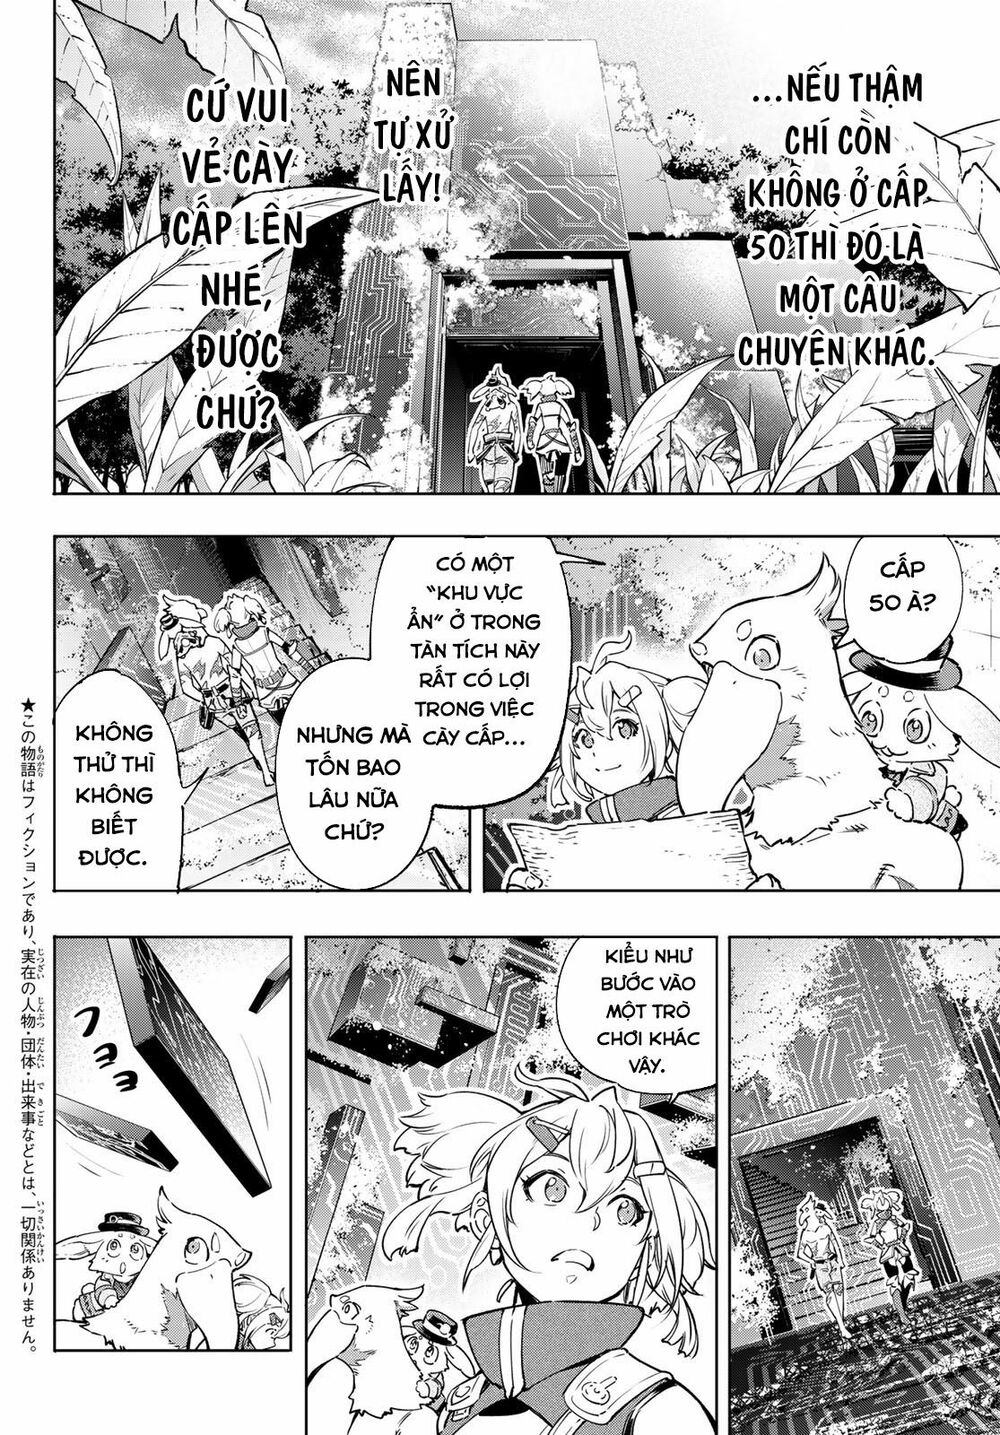 ...NẾU THẬM
CHÍ CÒN
KHÔNG Ở CẤP
50 THÌ ĐÓ LÀ
MỘT CÂU
CHUYỆN KHÁC.
NÊN
TỰ XỬ
LẤY!
CỨ VUI
VẺ CÀY
CẤP LÊN
NHÉ,
ĐƯỢC
CHỨ?
CẤP
50 À?
CÓ MỘT
“KHU VỰC
ẨN” Ở TRONG
TÀN TÍCH NÀY
RẤT CÓ LỢI
TRONG VIỆC
CÀY CẤP...
NHƯNG MÀ
TỐN BAO
LÂU NỮA
CHỨ?
KHÔNG
THỬ THÌ
KHÔNG
BIẾT
ĐƯỢC.
KIỂU NHƯ
BƯỚC VÀO
MỘT TRÒ
CHƠI KHÁC
VẬY.
フウ
★この物語はフィクションであり、実在の人物・団体・出来事などとは、一切関係ありません。